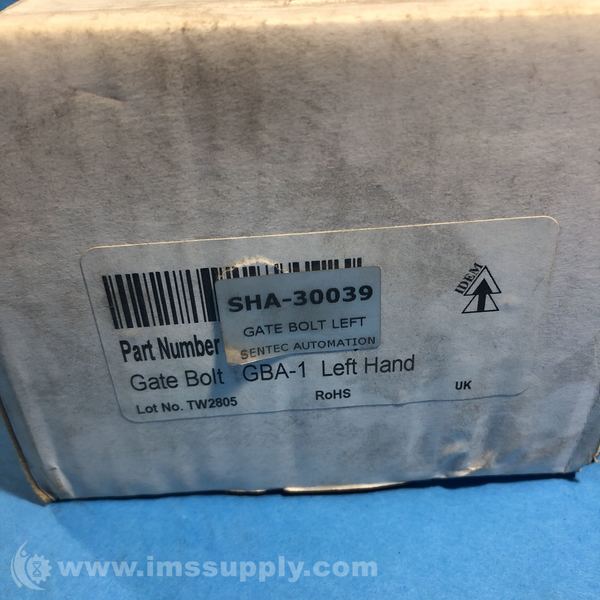 IDEM
SHA-30039
GATE BOLT LEFT
SENTEC AUTOMATION
Part Number
Gate Bolt GBA-1 Left Hand
Lot No. TW2805 RoHS UK
www.imssupply.com